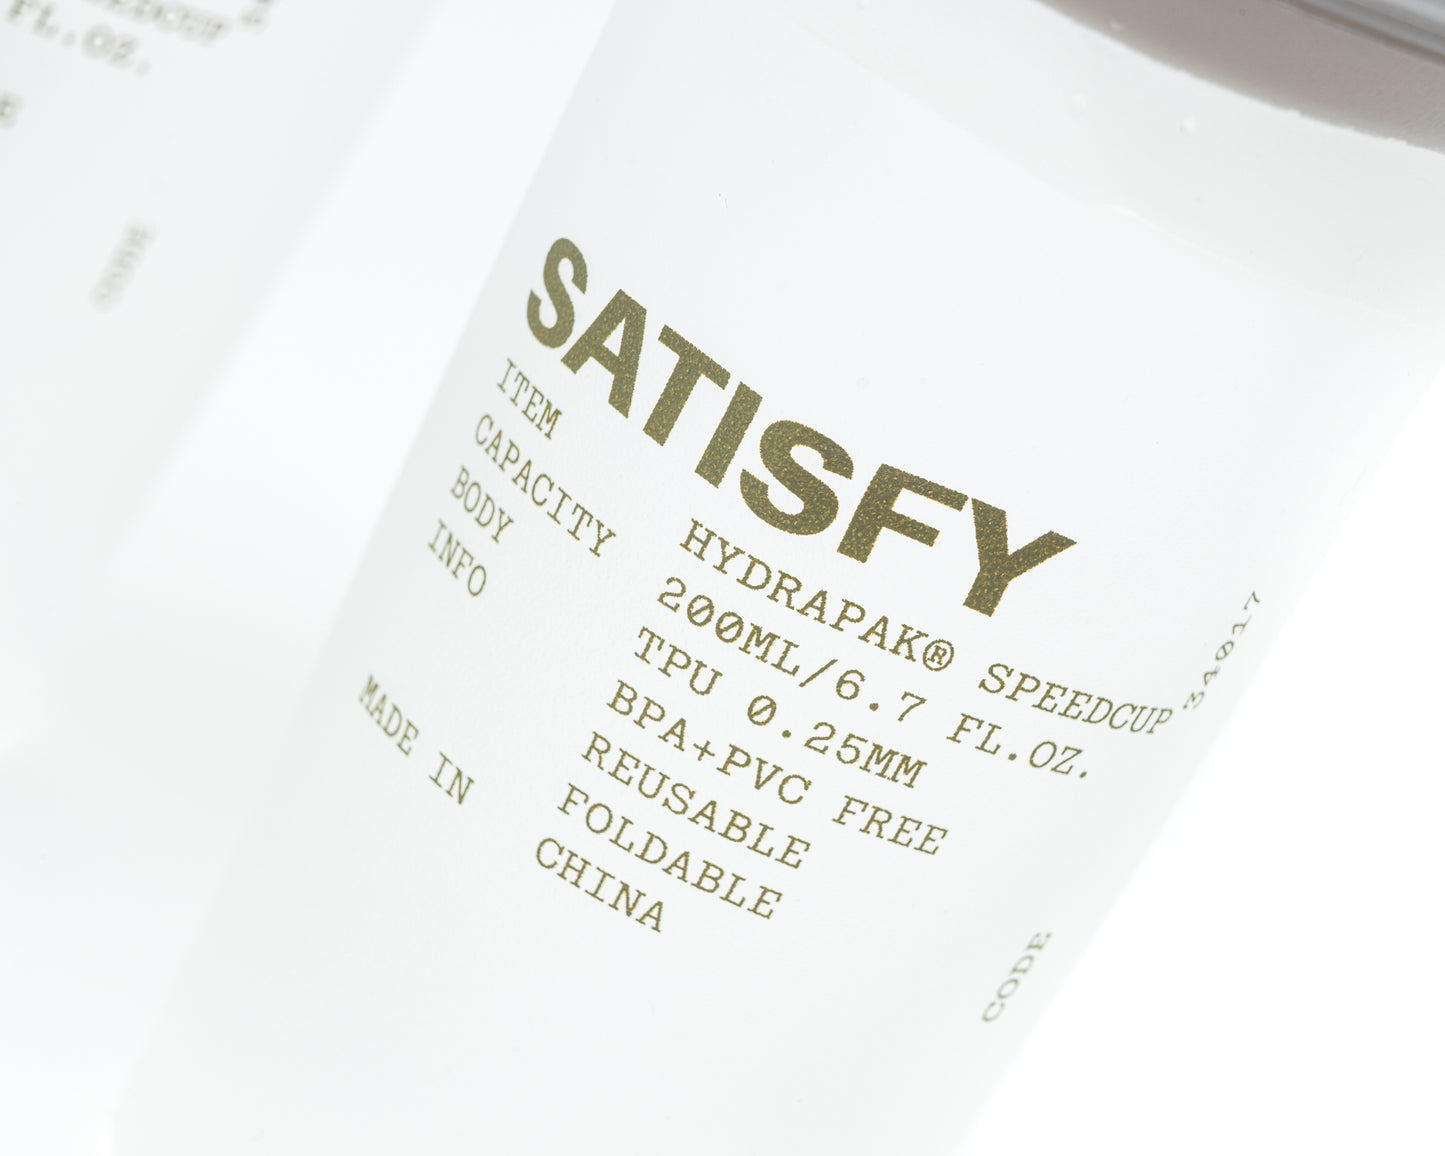 FL.OZ.
SATISFY
ITEM HYDRAPAK® SPEEDCUP
CAPACITY 200ML/6.7 FL.OZ.
BODY TPU 0.25MM
INFO BPA+PVC FREE
REUSABLE
FOLDABLE
MADE IN CHINA
CODE 34017